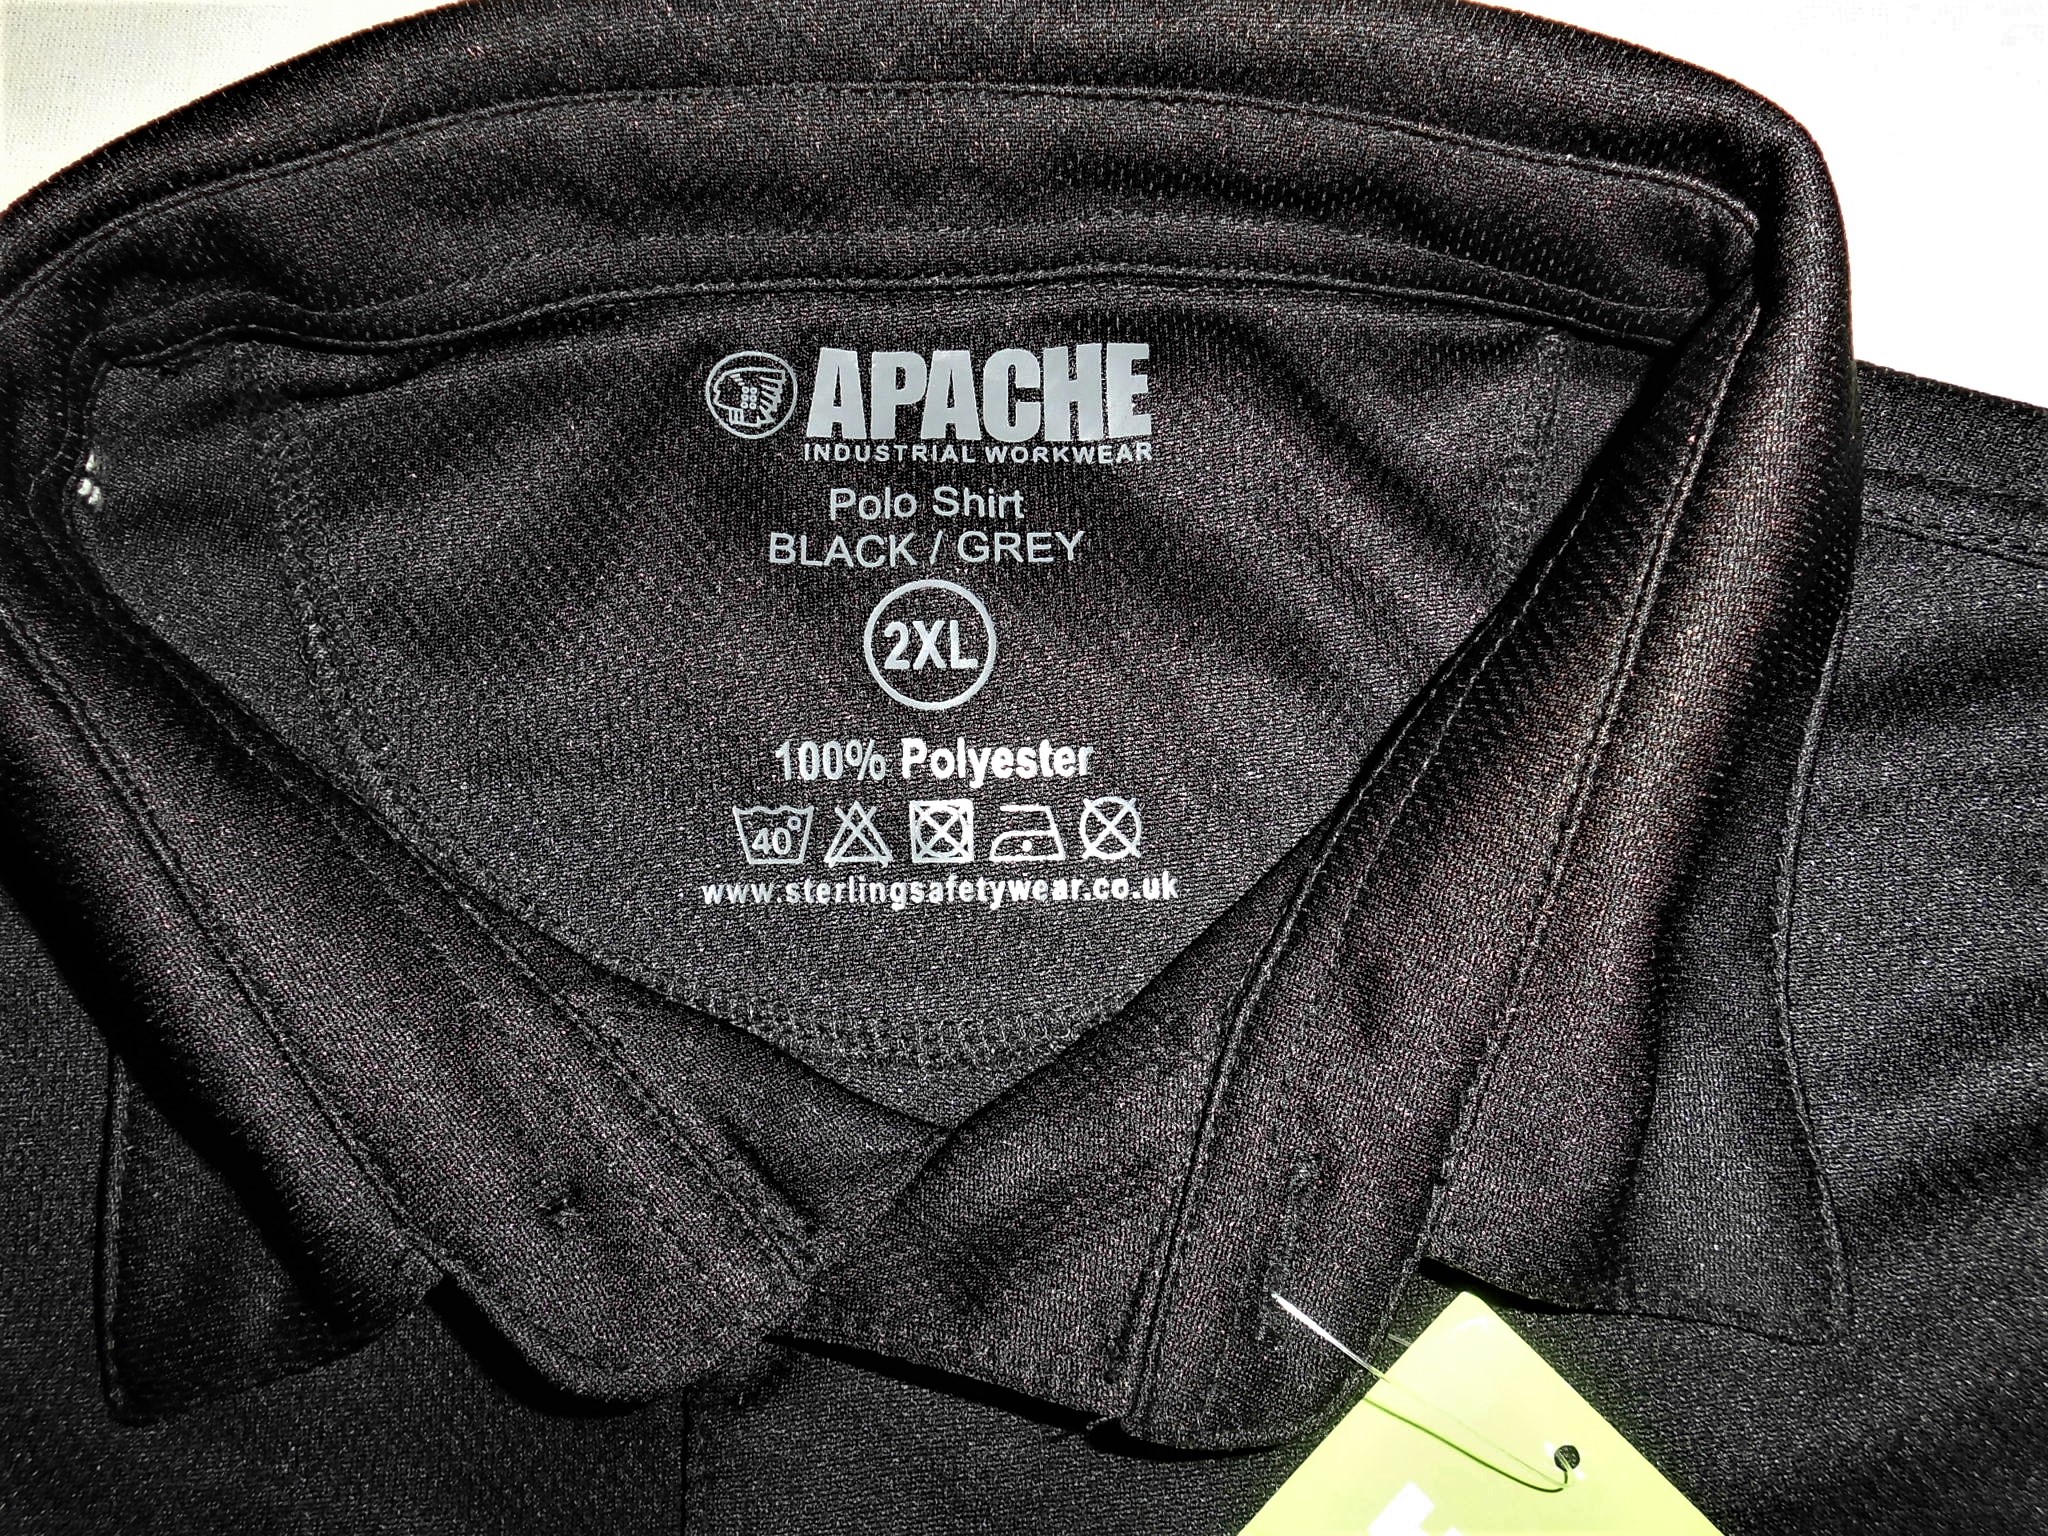 APACHE
INDUSTRIAL WORKWEAR
Polo Shirt
BLACK / GREY
2XL
100% Polyester
40°
www.sterlingsafetywear.co.uk